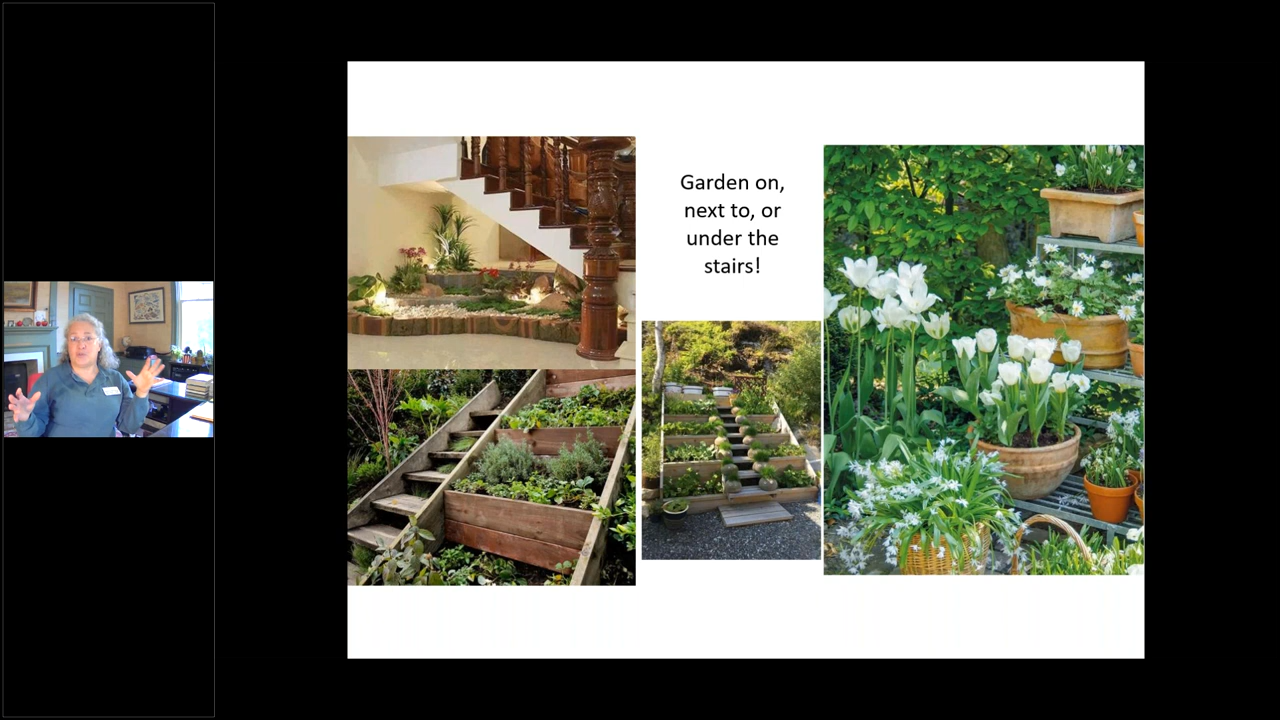 Garden on,
next to, or
under the
stairs!